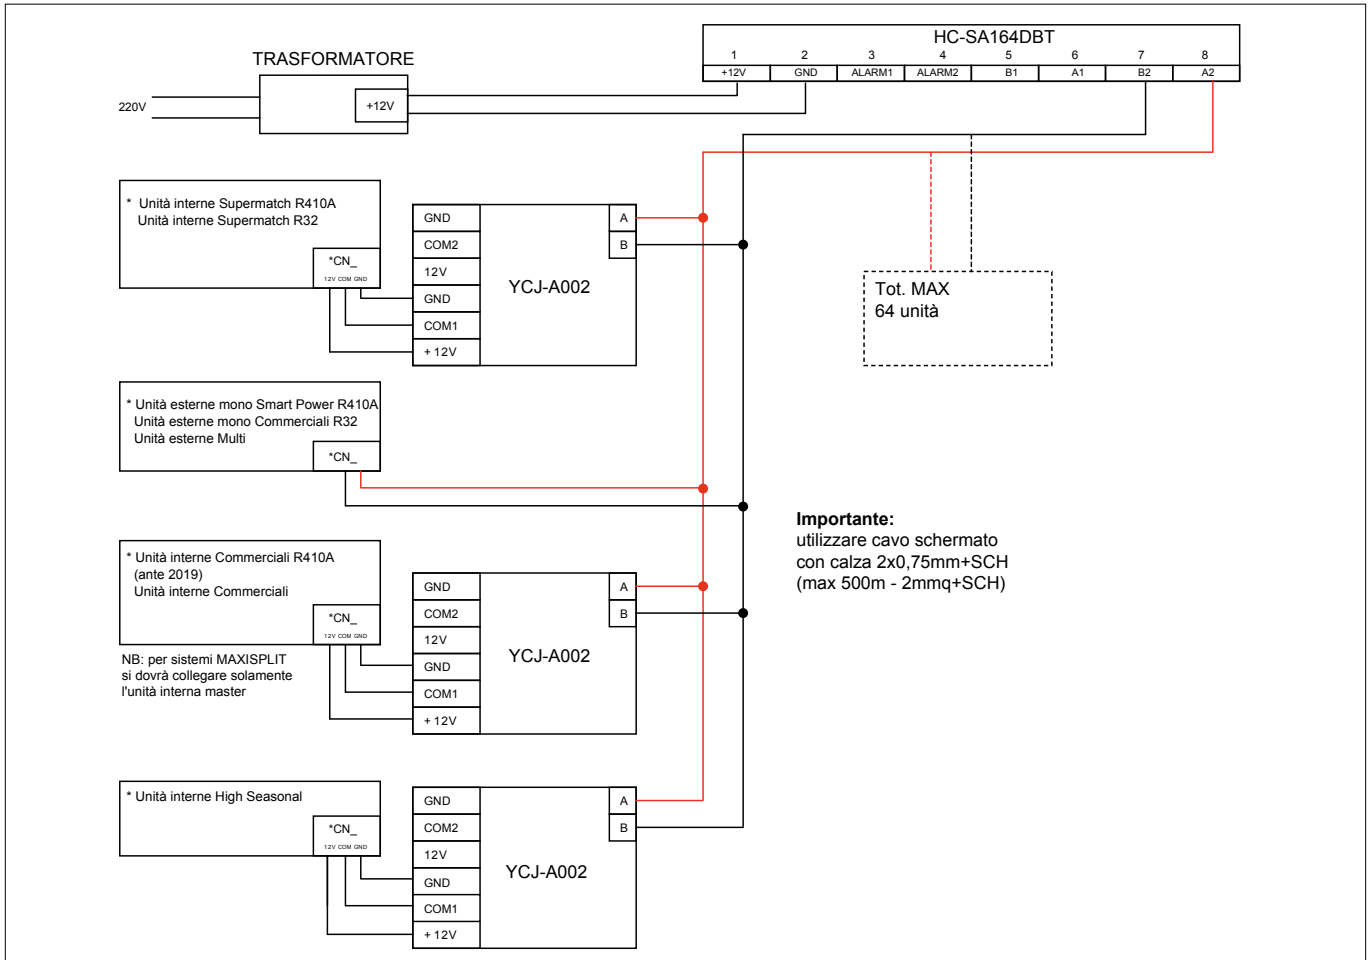 HC-SA164DBT
1 2 3 4 5 6 7 8
+12V GND ALARM1 ALARM2 B1 A1 B2 A2
TRASFORMATORE
220V
+12V
* Unità interne Supermatch R410A
Unità interne Supermatch R32
*CN_
12V COM GND
GND
COM2
12V
GND
COM1
+ 12V
YCJ-A002
A
B
Tot. MAX
64 unità
* Unità esterne mono Smart Power R410A
Unità esterne mono Commerciali R32
Unità esterne Multi
*CN_
Importante:
utilizzare cavo schermato
con calza 2x0,75mm+SCH
(max 500m - 2mmq+SCH)
* Unità interne Commerciali R410A
(ante 2019)
Unità interne Commerciali
*CN_
12V COM GND
NB: per sistemi MAXISPLIT
si dovrà collegare solamente
l'unità interna master
GND
COM2
12V
GND
COM1
+ 12V
YCJ-A002
A
B
* Unità interne High Seasonal
*CN_
12V COM GND
GND
COM2
12V
GND
COM1
+ 12V
YCJ-A002
A
B